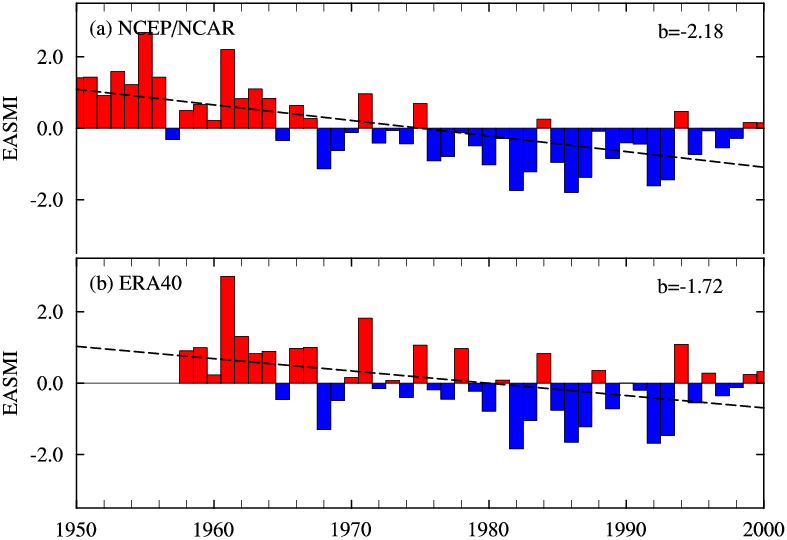 (a) NCEP/NCAR
b=-2.18
2.0
0.0
-2.0
EASMI
(b) ERA40
b=-1.72
2.0
0.0
-2.0
EASMI
1950 1960 1970 1980 1990 2000